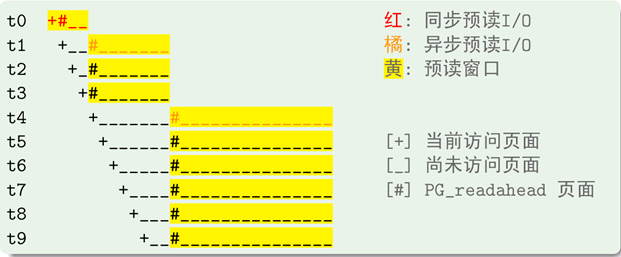 t0 +#__ 红: 同步预读I/O
t1 +__#_______ 橘: 异步预读I/O
t2 +_#_______ 黄: 预读窗口
t3 +#_______
t4 +_______#_______________
t5 +______#_______________ [+] 当前访问页面
t6 +_____#_______________ [_] 尚未访问页面
t7 +____#_______________ [#] PG_readahead 页面
t8 +___#_______________
t9 +__#_______________